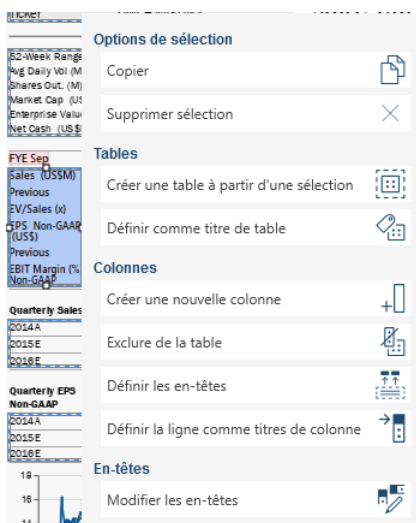 Ticker
Options de sélection
52-Week Range
Copier
Avg Daily Vol (M
Shares Out. (M)
Market Cap (US
Supprimer sélection
Enterprise Value
Net Cash (US$
FYE Sep
Tables
Sales (US$M)
Créer une table à partir d'une sélection
Previous
EV/Sales (x)
EPS Non-GAAP
Définir comme titre de table
(US$)
Previous
EBIT Margin (%
Colonnes
Non-GAAP
Créer une nouvelle colonne
Quarterly Sales
2014A
Exclure de la table
2015E
2016E
Définir les en-têtes
Quarterly EPS
Non-GAAP
2014A
Définir la ligne comme titres de colonne
2015E
2016E
En-têtes
18
16
Modifier les en-têtes
14